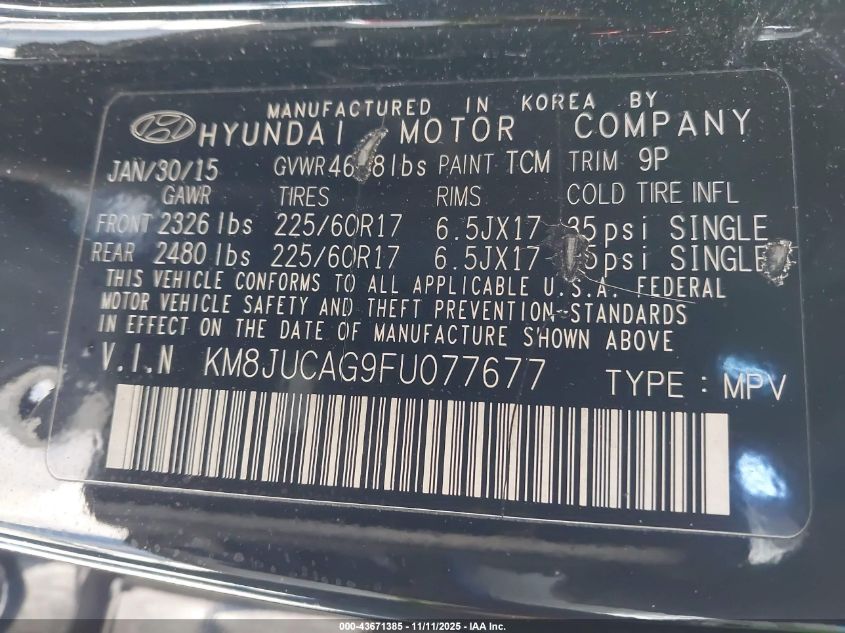 MANUFACTURED IN KOREA BY
HYUNDAI MOTOR COMPANY
JAN/30/15 GVWR lbs PAINT TCM TRIM 9P
GAWR TIRES RIMS COLD TIRE INFL
FRONT 2326 lbs 225/60R17 6.5JX17 35psi SINGLE
REAR 2480 lbs 225/60R17 6.5JX17 SINGLE
THIS VEHICLE CONFORMS TO ALL APPLICABLE U.S.A. FEDERAL
MOTOR VEHICLE SAFETY AND THEFT PREVENTION STANDARDS
IN EFFECT ON THE DATE OF MANUFACTURE SHOWN ABOVE
V.I.N KM8JUCAG9FU077677 TYPE : MPV
000-43671385 - 11/11/2025 - IAA Inc.